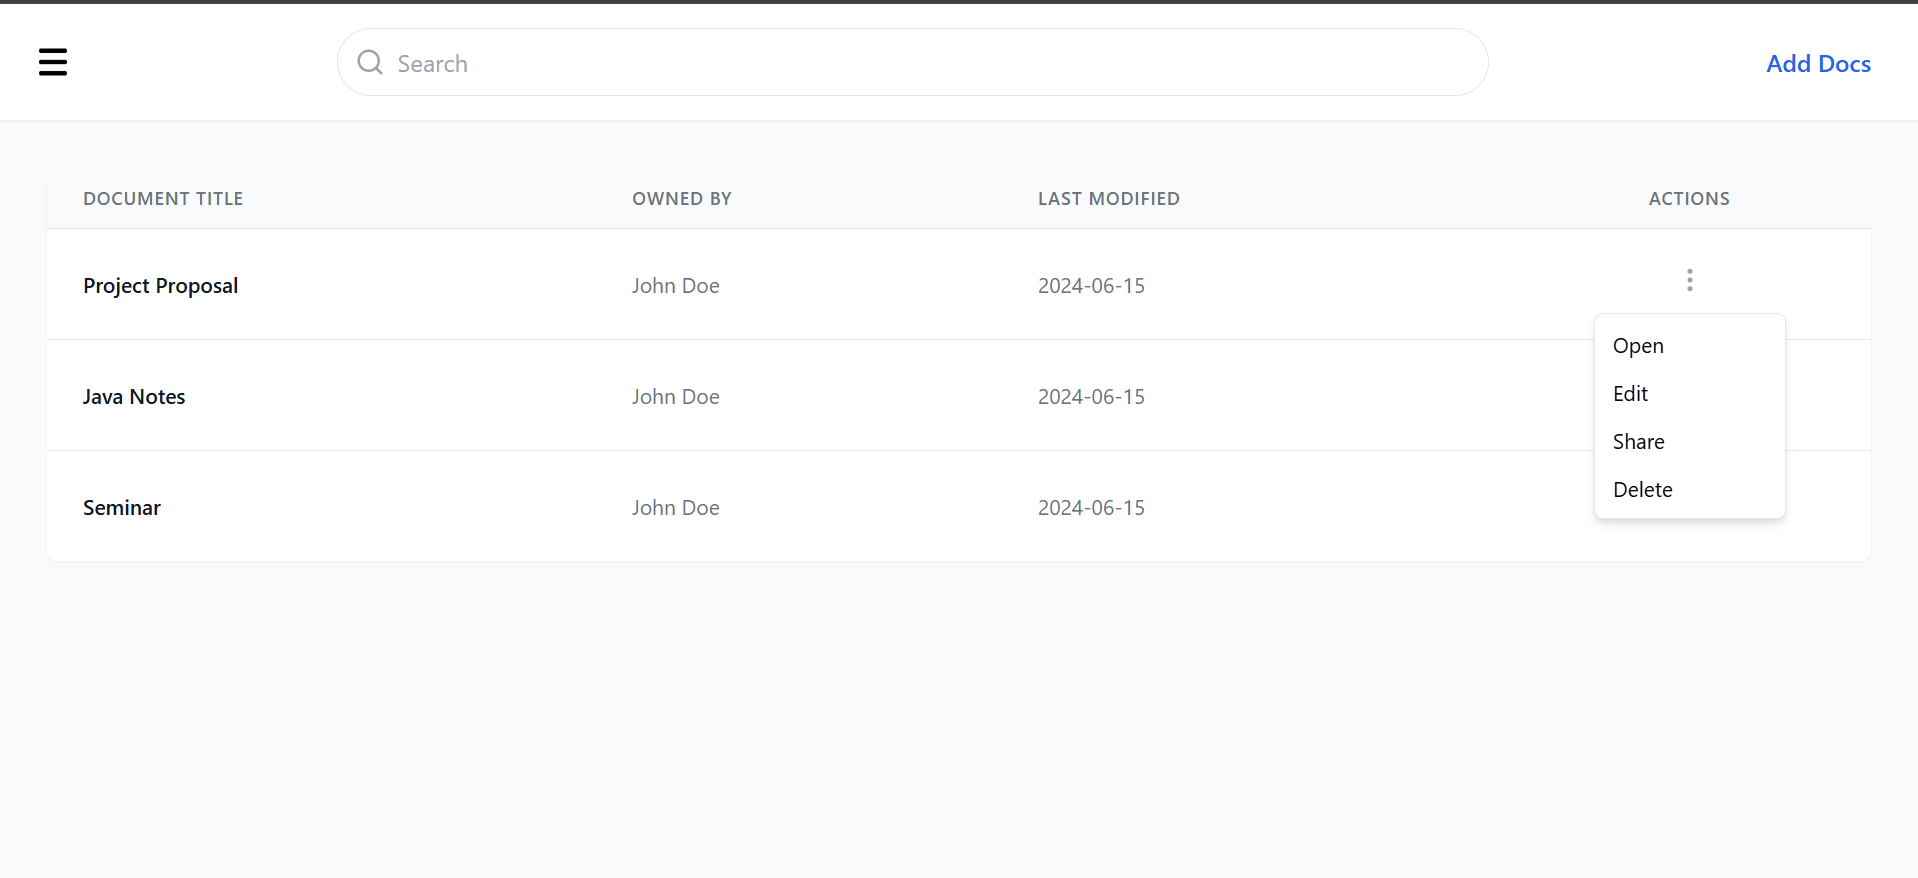 Search
Add Docs
DOCUMENT TITLE OWNED BY LAST MODIFIED ACTIONS
Project Proposal John Doe 2024-06-15
Open
Edit
Java Notes John Doe 2024-06-15
Share
Delete
Seminar John Doe 2024-06-15